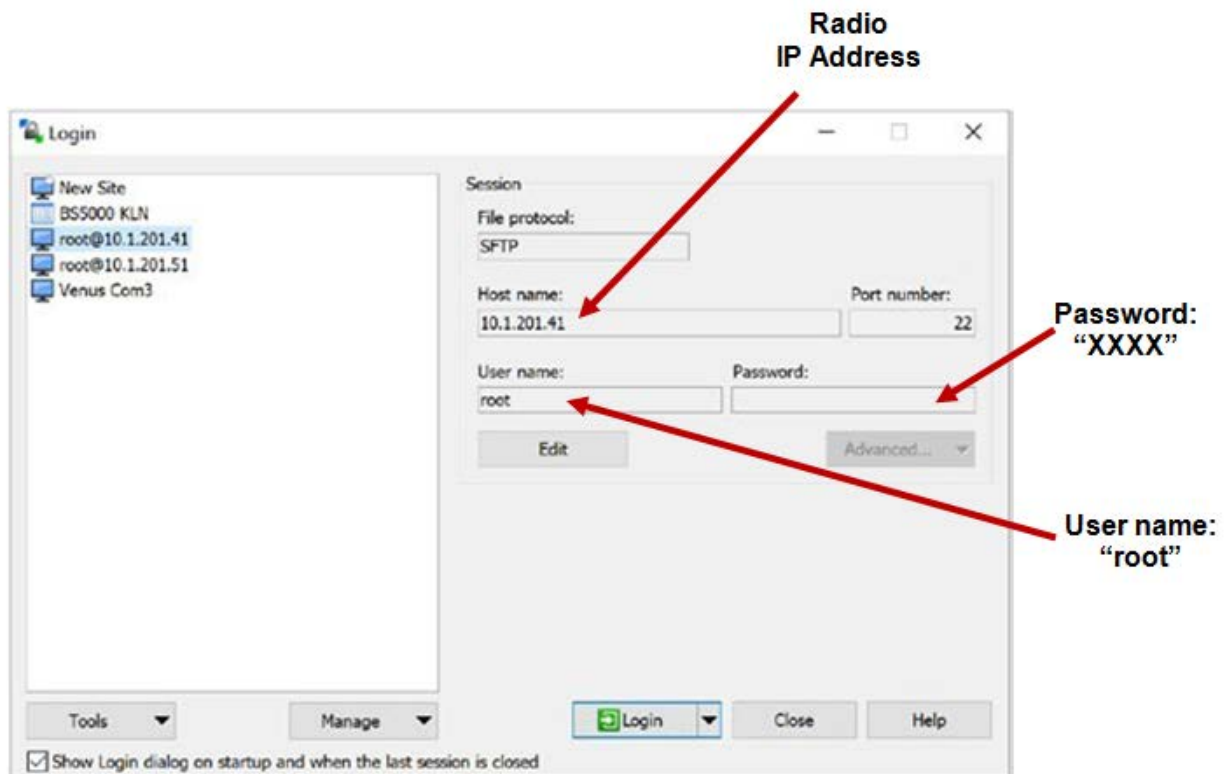 Radio
IP Address
Login
New Site
BS5000 KLN
root@10.1.201.41
root@10.1.201.51
Venus Com3
Session
File protocol:
SFTP
Host name:
Port number:
10.1.201.41
22
User name:
Password:
root
Edit
Advanced...
Password:
“XXXX”
User name:
“root”
Tools
Manage
Login
Close
Help
Show Login dialog on startup and when the last session is closed